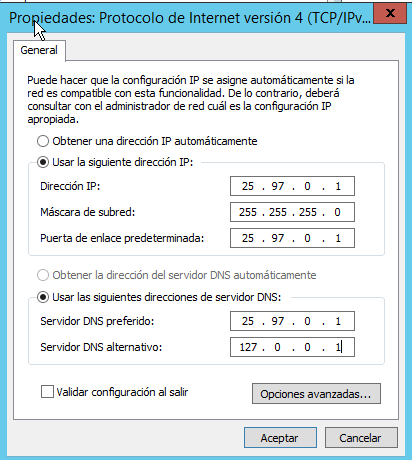 Propiedades: Protocolo de Internet versión 4 (TCP/IPv...
x
General
Puede hacer que la configuración IP se asigne automáticamente si la
red es compatible con esta funcionalidad. De lo contrario, deberá
consultar con el administrador de red cuál es la configuración IP
apropiada.
Obtener una dirección IP automáticamente
Usar la siguiente dirección IP:
Dirección IP: 25 . 97 . 0 . 1
Máscara de subred: 255 . 255 . 255 . 0
Puerta de enlace predeterminada: 25 . 97 . 0 . 1
Obtener la dirección del servidor DNS automáticamente
Usar las siguientes direcciones de servidor DNS:
Servidor DNS preferido: 25 . 97 . 0 . 1
Servidor DNS alternativo: 127 . 0 . 0 . 1
Validar configuración al salir
Opciones avanzadas...
Aceptar Cancelar